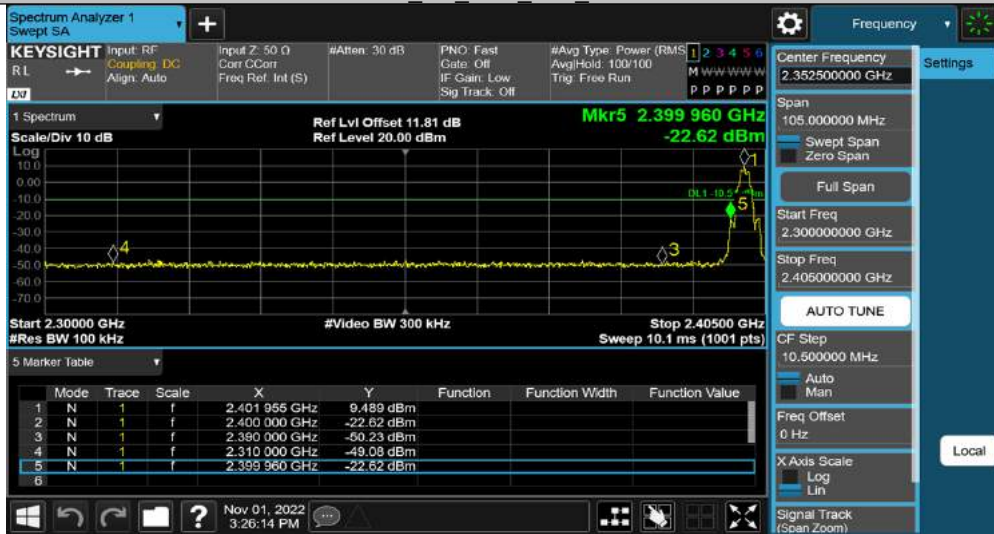 Spectrum Analyzer 1
Swept SA
Frequency
KEYSIGHT
RL
LXI
Input: RF
Coupling: DC
Align: Auto
Input Z: 50 Ω
Corr CCorr
Freq Ref: Int (S)
#Atten: 30 dB
PNO: Fast
Gate: Off
IF Gain: Low
Sig Track: Off
#Avg Type: Power (RMS
Avg|Hold: 100/100
Trig: Free Run
1 2 3 4 5 6
M W W W W W
P P P P P P
1 Spectrum
Scale/Div 10 dB
Ref Lvl Offset 11.81 dB
Ref Level 20.00 dBm
Mkr5 2.399 960 GHz
-22.62 dBm
Log
10.0
0.00
-10.0
-20.0
-30.0
-40.0
-50.0
-60.0
-70.0
1
5
3
4
Start 2.30000 GHz
#Res BW 100 kHz
#Video BW 300 kHz
Stop 2.40500 GHz
Sweep 10.1 ms (1001 pts)
5 Marker Table
Mode Trace Scale X Y Function Function Width Function Value
1 N 1 f 2.401 955 GHz 9.489 dBm
2 N 1 f 2.400 000 GHz -22.62 dBm
3 N 1 f 2.390 000 GHz -50.23 dBm
4 N 1 f 2.310 000 GHz -49.08 dBm
5 N 1 f 2.399 960 GHz -22.62 dBm
6
Nov 01, 2022
3:26:14 PM
?
Center Frequency
2.352500000 GHz
Span
105.000000 MHz
Swept Span
Zero Span
Full Span
Start Freq
2.300000000 GHz
Stop Freq
2.405000000 GHz
AUTO TUNE
CF Step
10.500000 MHz
Auto
Man
Freq Offset
0 Hz
X Axis Scale
Log
Lin
Signal Track
(Span Zoom)
Settings
Local